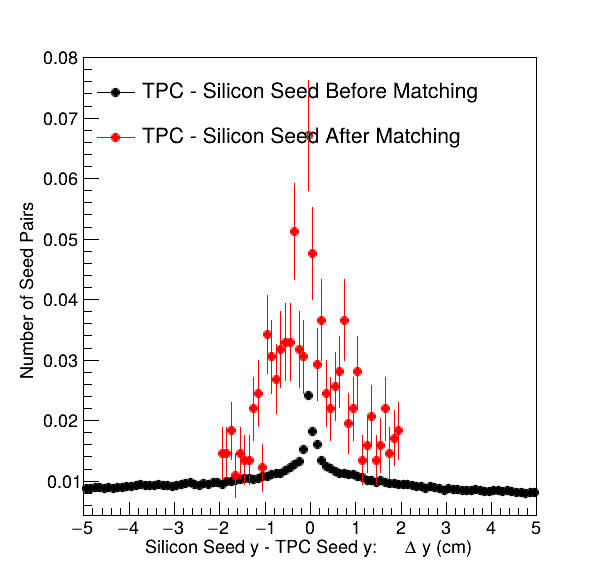 0.08
TPC - Silicon Seed Before Matching
0.07
TPC - Silicon Seed After Matching
0.06
0.05
0.04
0.03
0.02
0.01
Number of Seed Pairs
−5 −4 −3 −2 −1 0 1 2 3 4 5
Silicon Seed y - TPC Seed y: Δ y (cm)